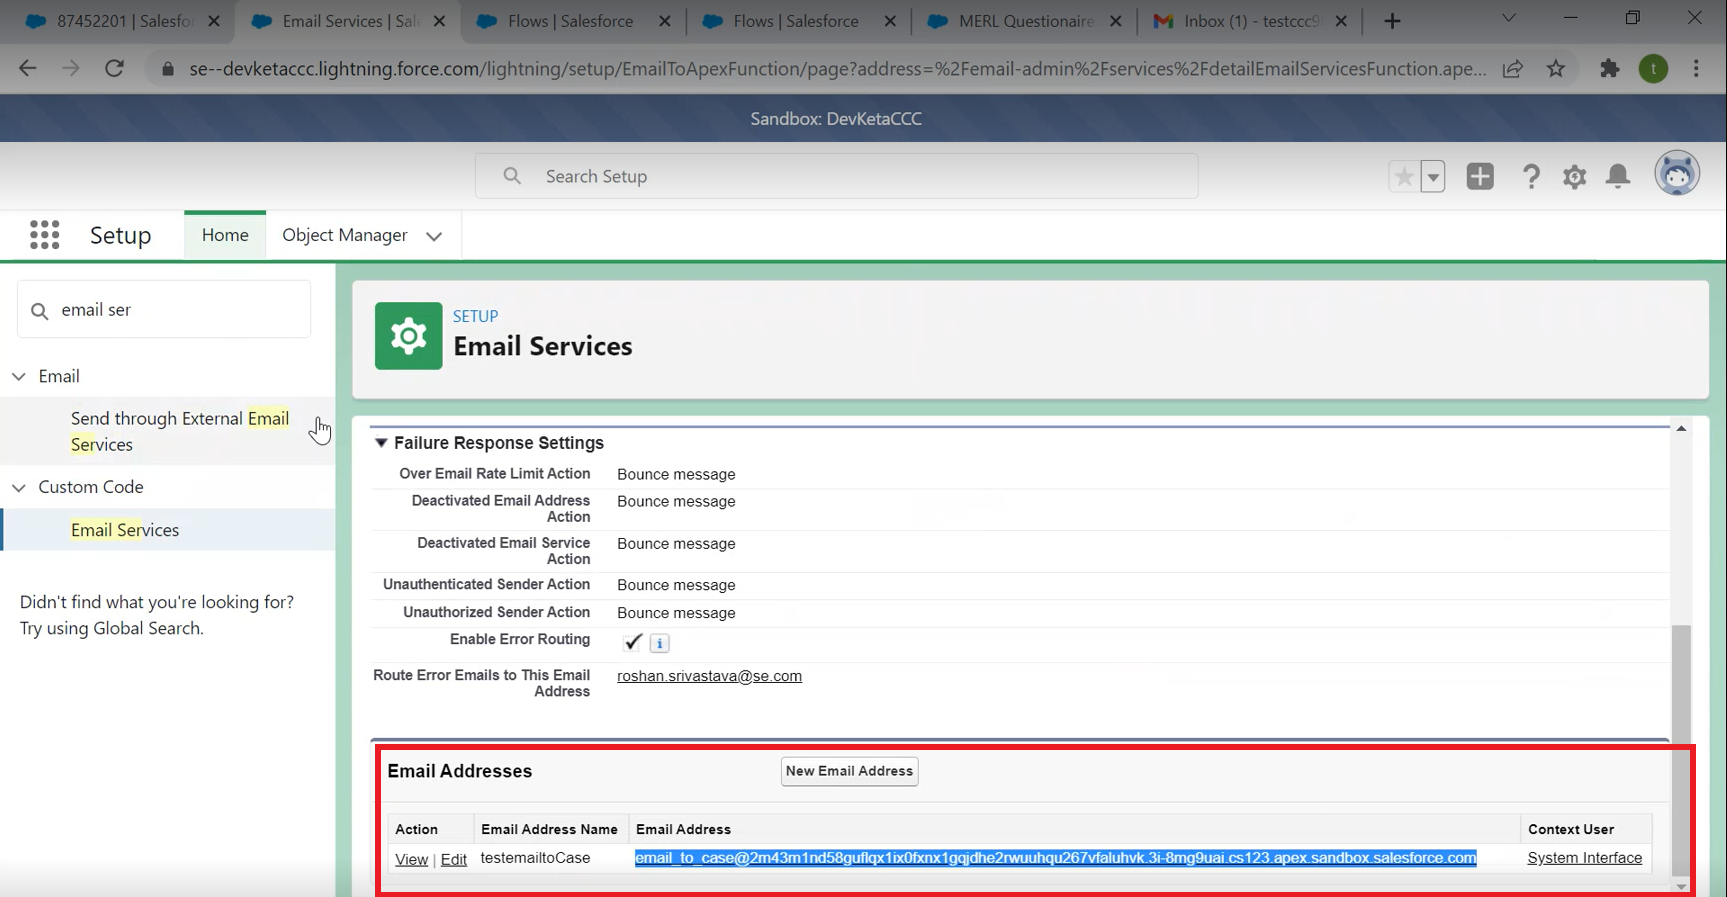 87452201 | Salesfor
Email Services | Sal
Flows | Salesforce
Flows | Salesforce
MERL Questionaire
Inbox (1) - testccc9
se--devketaccc.lightning.force.com/lightning/setup/EmailToApexFunction/page?address=%2Femail-admin%2Fservices%2FdetailEmailServicesFunction.ape...
t
Sandbox: DevKetaCCC
Search Setup
Setup
Home
Object Manager
email ser
Email
Send through External Email
Services
Custom Code
Email Services
Didn't find what you're looking for?
Try using Global Search.
SETUP
Email Services
Failure Response Settings
Over Email Rate Limit Action Bounce message
Deactivated Email Address Bounce message
Action
Deactivated Email Service Bounce message
Action
Unauthenticated Sender Action Bounce message
Unauthorized Sender Action Bounce message
Enable Error Routing
Route Error Emails to This Email roshan.srivastava@se.com
Address
Email Addresses New Email Address
Action Email Address Name Email Address Context User
View | Edit testemailtoCase email_to_case@2m43m1nd58guflqx1ix0fxnx1gqjdhe2rwuuhqu267vfaluhvk.3i-8mg9uai.cs123.apex.sandbox.salesforce.com System Interface